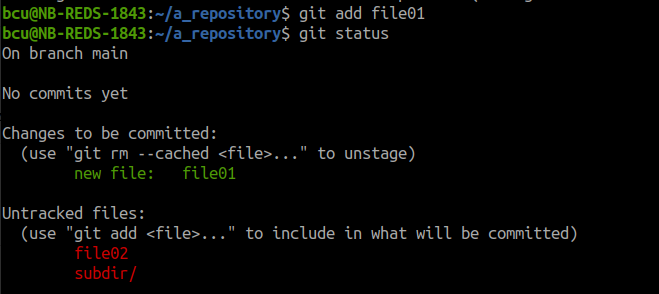 bcu@NB-REDS-1843:~/a_repository$ git add file01
bcu@NB-REDS-1843:~/a_repository$ git status
On branch main
No commits yet
Changes to be committed:
(use "git rm --cached <file>..." to unstage)
new file:   file01
Untracked files:
(use "git add <file>..." to include in what will be committed)
file02
subdir/